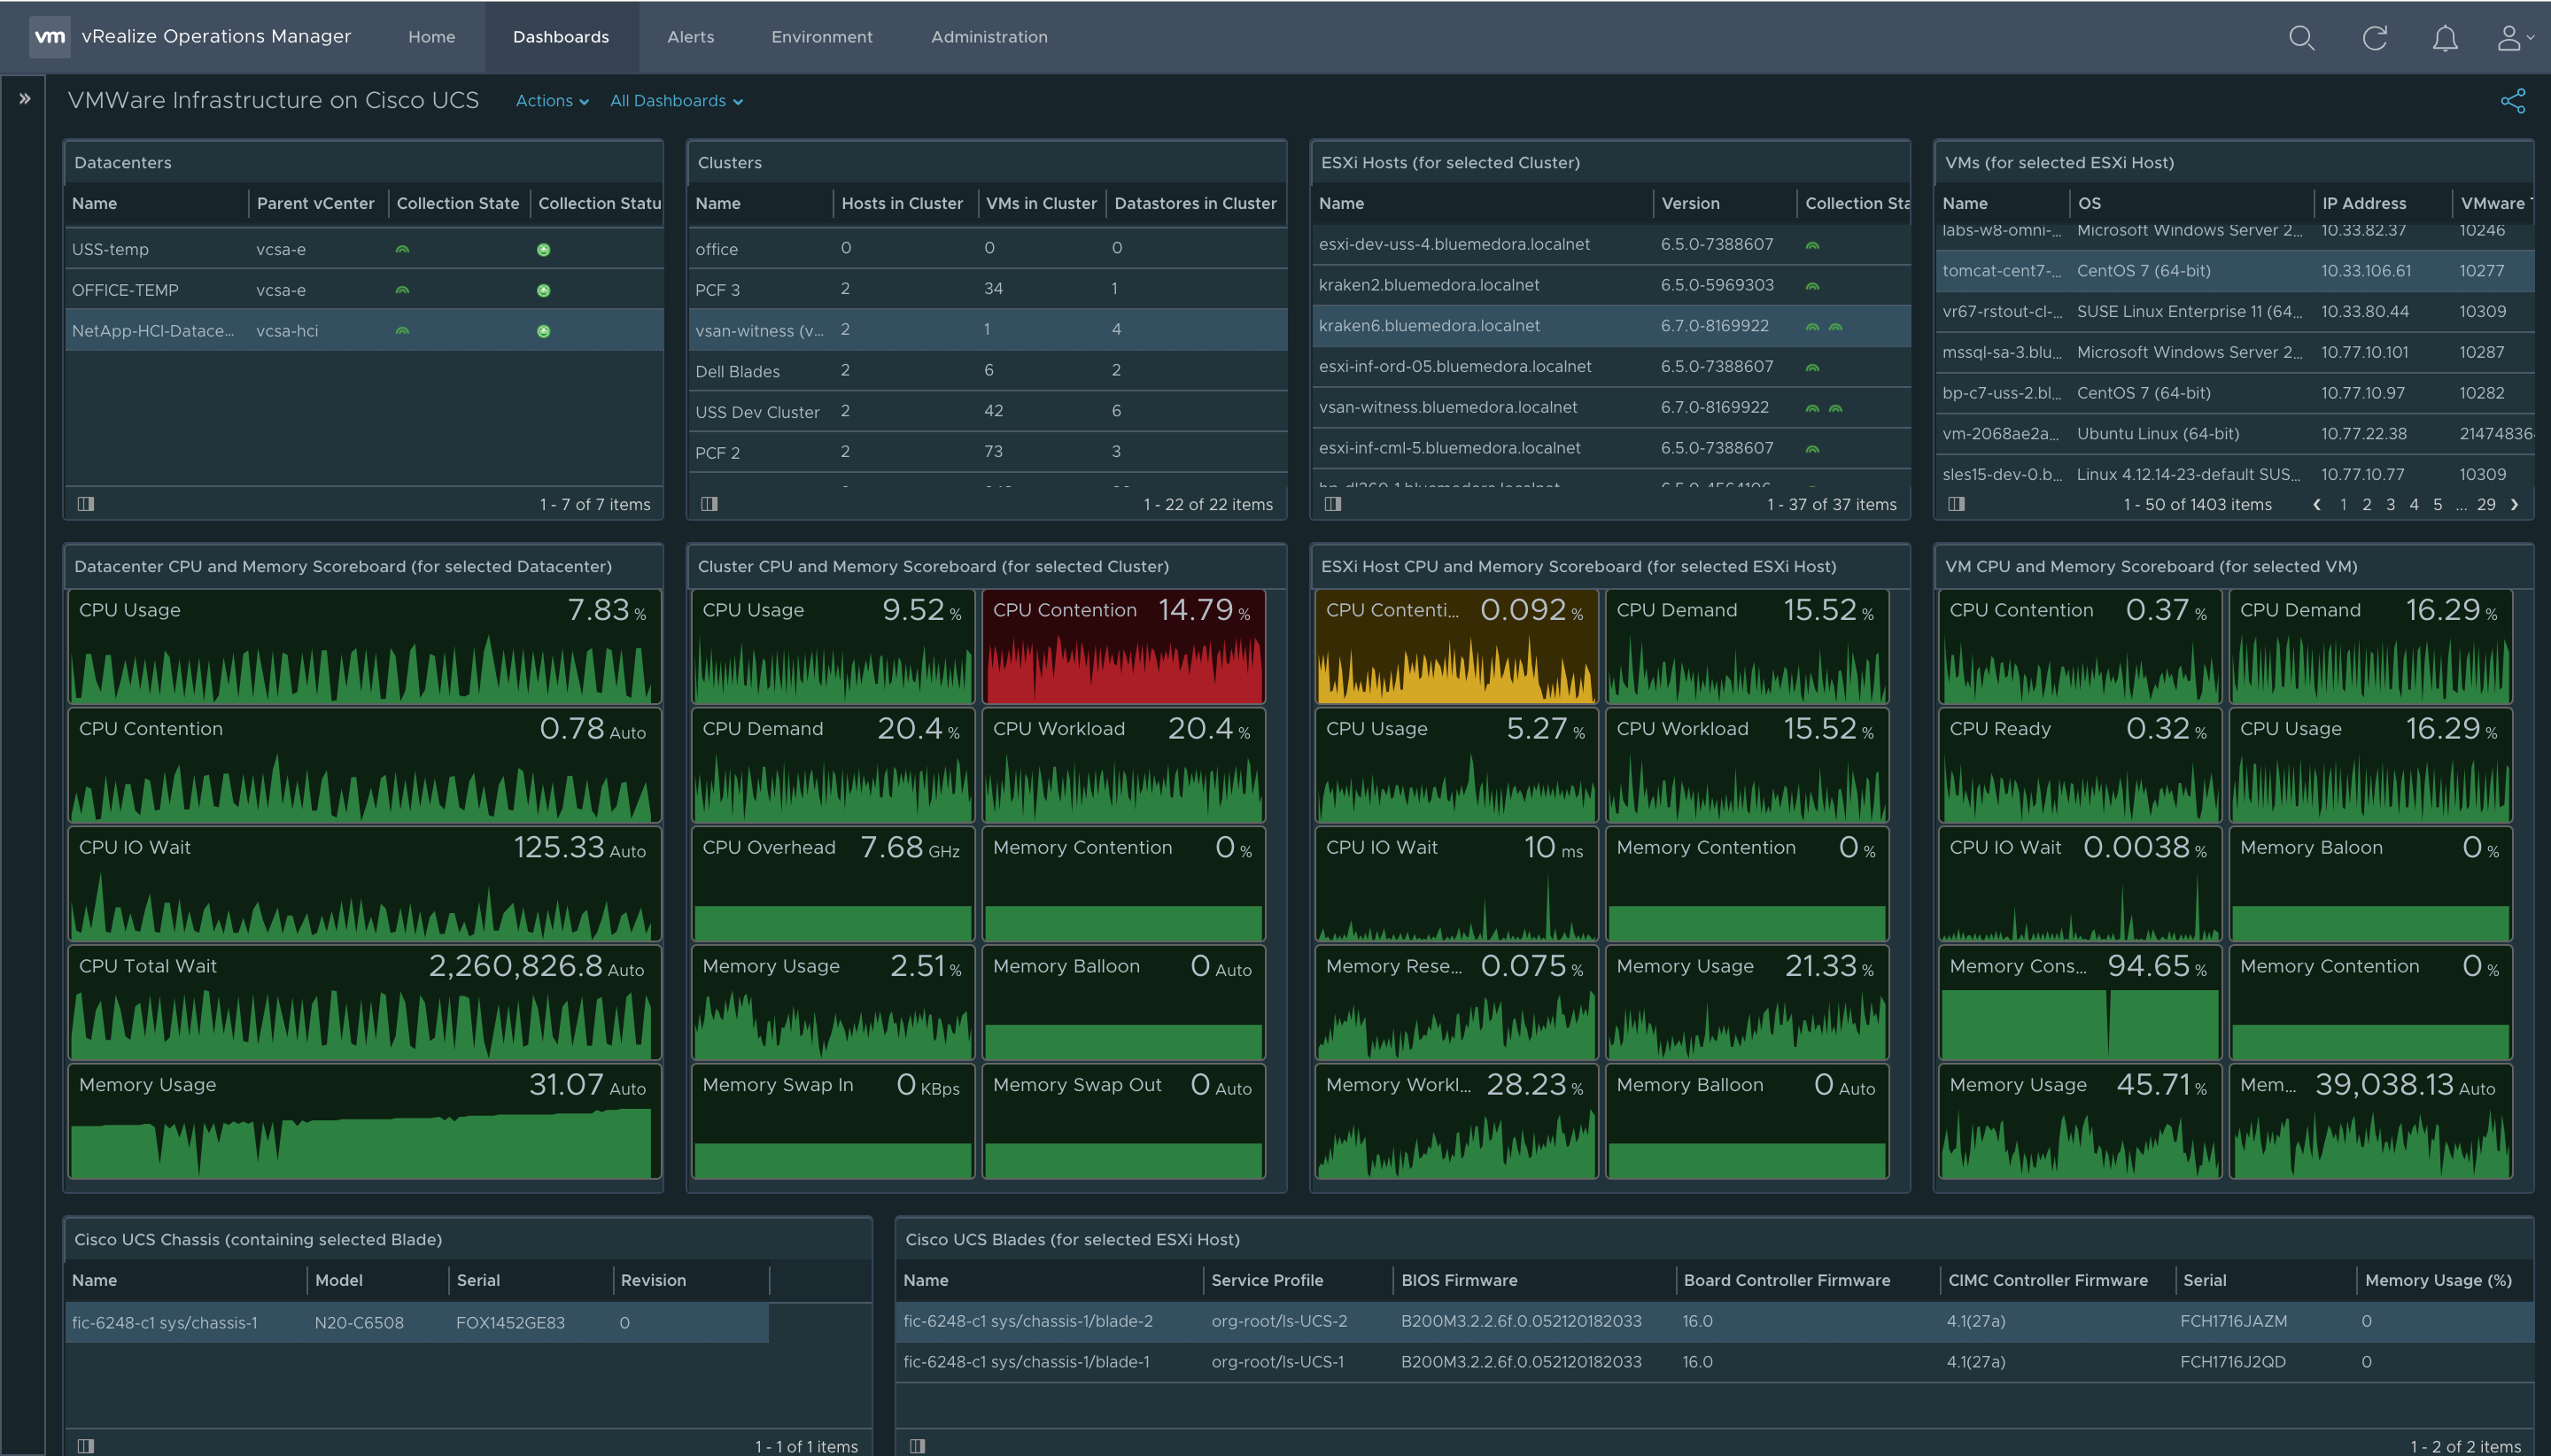 vm vRealize Operations Manager Home Dashboards Alerts Environment Administration
VMWare Infrastructure on Cisco UCS Actions All Dashboards
Datacenters
Name Parent vCenter Collection State Collection Statu
USS-temp vcsa-e
OFFICE-TEMP vcsa-e
NetApp-HCI-Datace... vcsa-hci
1 - 7 of 7 items
Clusters
Name Hosts in Cluster VMs in Cluster Datastores in Cluster
office 0 0 0
PCF 3 2 34 1
vsan-witness (v... 2 1 4
Dell Blades 2 6 2
USS Dev Cluster 2 42 6
PCF 2 2 73 3
1 - 22 of 22 items
ESXi Hosts (for selected Cluster)
Name Version Collection Sta
esxi-dev-uss-4.bluemedora.localnet 6.5.0-7388607
kraken2.bluemedora.localnet 6.5.0-5969303
kraken6.bluemedora.localnet 6.7.0-8169922
esxi-inf-ord-05.bluemedora.localnet 6.5.0-7388607
vsan-witness.bluemedora.localnet 6.7.0-8169922
esxi-inf-cml-5.bluemedora.localnet 6.5.0-7388607
1 - 37 of 37 items
VMs (for selected ESXi Host)
Name OS IP Address VMware
labs-w8-omni-... Microsoft Windows Server 2... 10.33.82.37 10246
tomcat-cent7-... CentOS 7 (64-bit) 10.33.106.61 10277
vr67-rstout-cl-... SUSE Linux Enterprise 11 (64... 10.33.80.44 10309
mssql-sa-3.blu... Microsoft Windows Server 2... 10.77.10.101 10287
bp-c7-uss-2.bl... CentOS 7 (64-bit) 10.77.10.97 10282
vm-2068ae2a... Ubuntu Linux (64-bit) 10.77.22.38 214748364
sles15-dev-0.b... Linux 4.12.14-23-default SUS... 10.77.10.77 10309
1 - 50 of 1403 items 1 2 3 4 5 ... 29
Datacenter CPU and Memory Scoreboard (for selected Datacenter)
CPU Usage 7.83 %
CPU Contention 0.78 Auto
CPU IO Wait 125.33 Auto
CPU Total Wait 2,260,826.8 Auto
Memory Usage 31.07 Auto
Cluster CPU and Memory Scoreboard (for selected Cluster)
CPU Usage 9.52 % CPU Contention 14.79 %
CPU Demand 20.4 % CPU Workload 20.4 %
CPU Overhead 7.68 GHz Memory Contention 0 %
Memory Usage 2.51 % Memory Balloon 0 Auto
Memory Swap In 0 KBps Memory Swap Out 0 Auto
ESXi Host CPU and Memory Scoreboard (for selected ESXi Host)
CPU Contenti... 0.092 % CPU Demand 15.52 %
CPU Usage 5.27 % CPU Workload 15.52 %
CPU IO Wait 10 ms Memory Contention 0 %
Memory Rese... 0.075 % Memory Usage 21.33 %
Memory Workl... 28.23 % Memory Balloon 0 Auto
VM CPU and Memory Scoreboard (for selected VM)
CPU Contention 0.37 % CPU Demand 16.29 %
CPU Ready 0.32 % CPU Usage 16.29 %
CPU IO Wait 0.0038 % Memory Baloon 0 %
Memory Cons... 94.65 % Memory Contention 0 %
Memory Usage 45.71 % Mem... 39,038.13 Auto
Cisco UCS Chassis (containing selected Blade)
Name Model Serial Revision
fic-6248-c1 sys/chassis-1 N20-C6508 FOX1452GE83 0
1 - 1 of 1 items
Cisco UCS Blades (for selected ESXi Host)
Name Service Profile BIOS Firmware Board Controller Firmware CIMC Controller Firmware Serial Memory Usage (%)
fic-6248-c1 sys/chassis-1/blade-2 org-root/ls-UCS-2 B200M3.2.2.6f.0.052120182033 16.0 4.1(27a) FCH1716JAZM 0
fic-6248-c1 sys/chassis-1/blade-1 org-root/ls-UCS-1 B200M3.2.2.6f.0.052120182033 16.0 4.1(27a) FCH1716J2QD 0
1 - 2 of 2 items